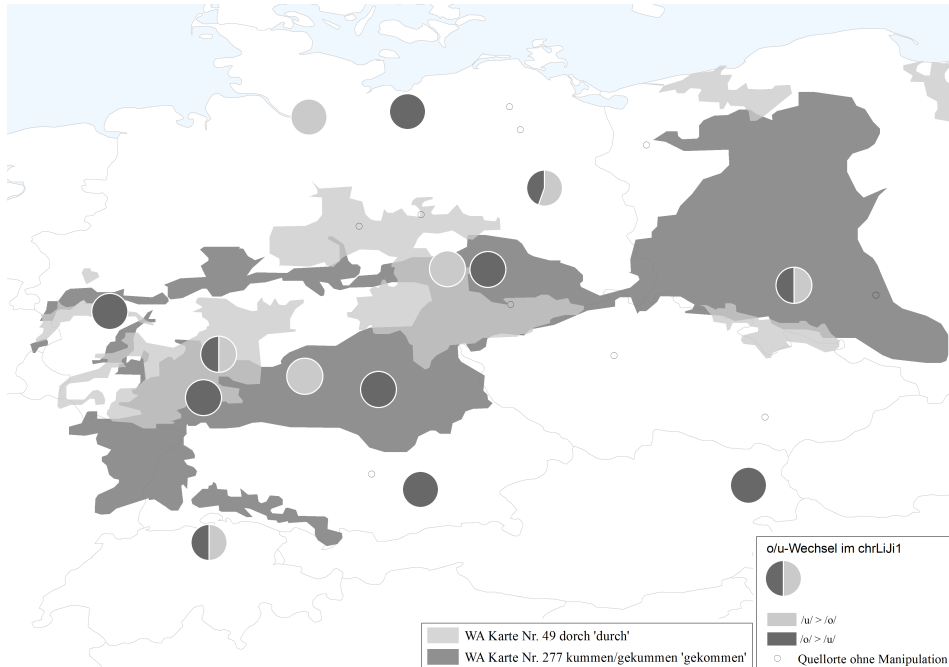 o/u-Wechsel im chrLiJi1
/u/ > /o/
/o/ > /u/
Quellorte ohne Manipulation
WA Karte Nr. 49 dorch 'durch'
WA Karte Nr. 277 kummen/gekummen 'gekommen'